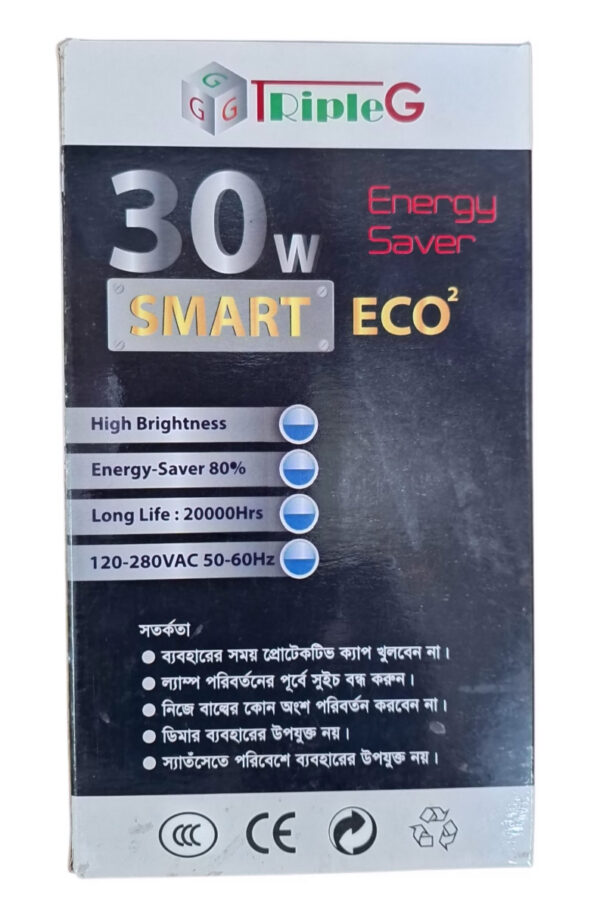 G
G G
TRipleG
30W
Energy
Saver
SMART ECO²
High Brightness
Energy-Saver 80%
Long Life : 20000Hrs
120-280VAC 50-60Hz
সতর্কতা
● ব্যবহারের সময় প্রোটেকটিভ ক্যাপ খুলবেন না।
● ল্যাম্প পরিবর্তনের পূর্বে সুইচ বন্ধ করুন।
● নিজে বাল্বের কোন অংশ পরিবর্তন করবেন না।
● ডিমার ব্যবহারের উপযুক্ত নয়।
● স্যাতঁসেতে পরিবেশে ব্যবহারের উপযুক্ত নয়।
CCC CE